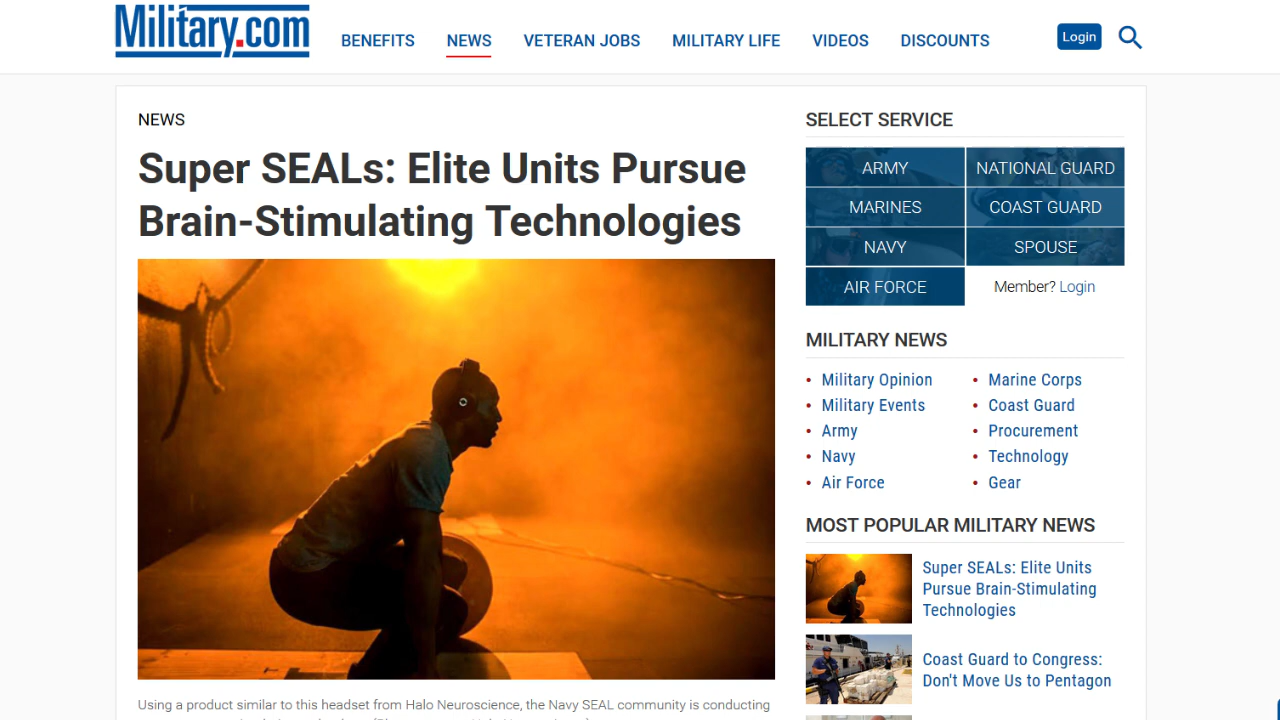 Military.com
BENEFITS
NEWS
VETERAN JOBS
MILITARY LIFE
VIDEOS
DISCOUNTS
Login
NEWS
Super SEALs: Elite Units Pursue
Brain-Stimulating Technologies
Using a product similar to this headset from Halo Neuroscience, the Navy SEAL community is conducting
SELECT SERVICE
ARMY
NATIONAL GUARD
MARINES
COAST GUARD
NAVY
SPOUSE
AIR FORCE
Member? Login
MILITARY NEWS
• Military Opinion
• Marine Corps
• Military Events
• Coast Guard
• Army
• Procurement
• Navy
• Technology
• Air Force
• Gear
MOST POPULAR MILITARY NEWS
Super SEALs: Elite Units
Pursue Brain-Stimulating
Technologies
Coast Guard to Congress:
Don't Move Us to Pentagon